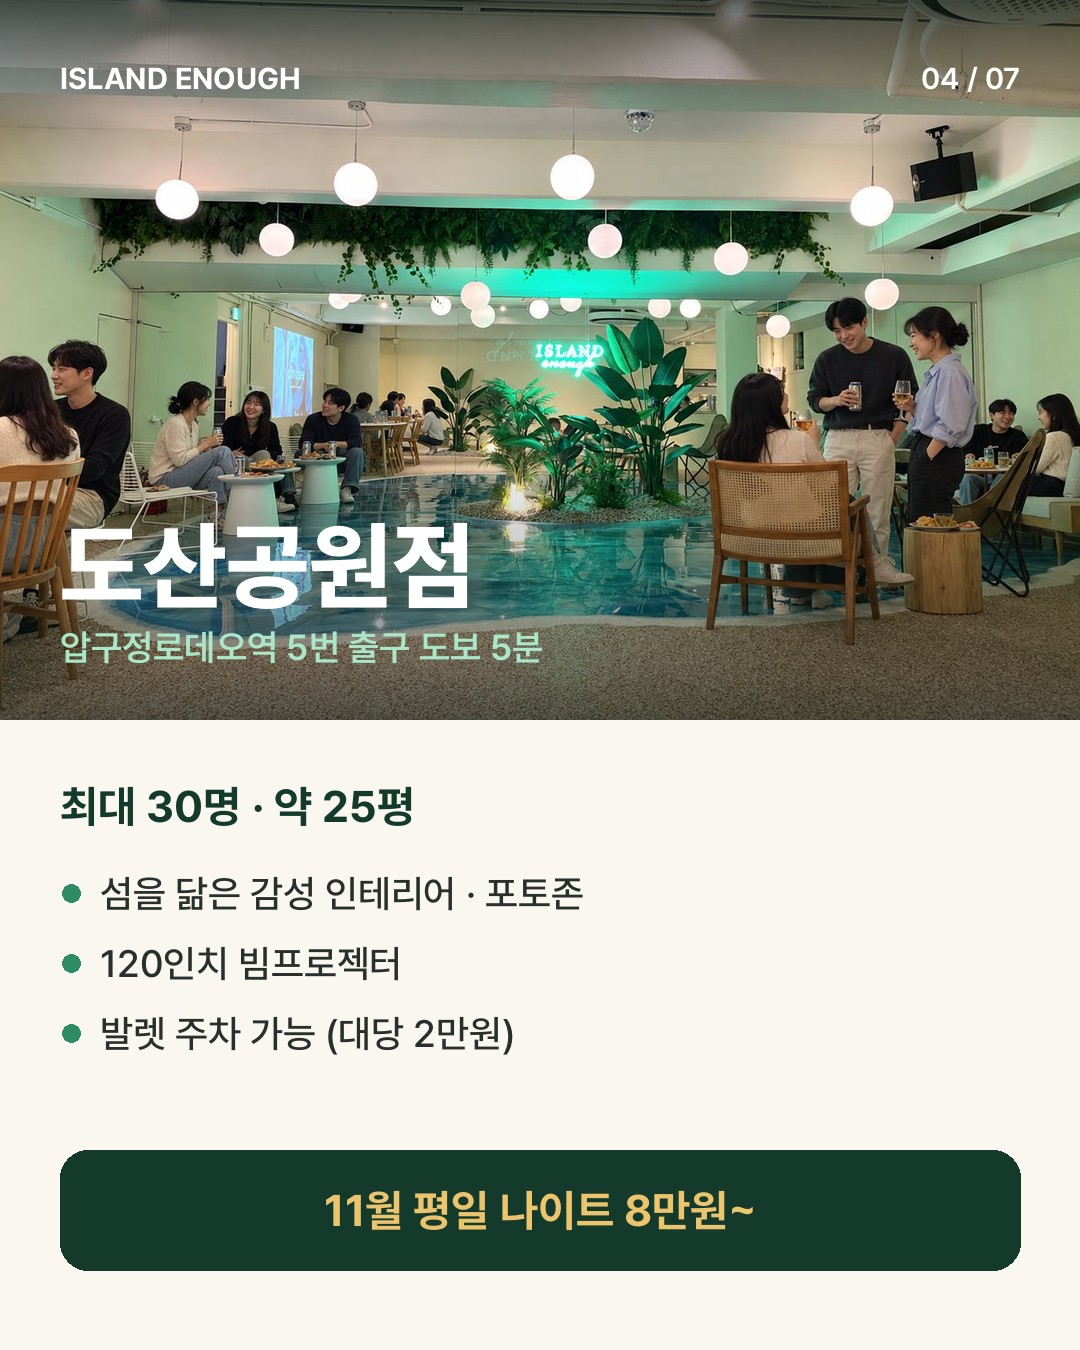 ISLAND ENOUGH
04 / 07
ISLAND
enough
도산공원점
압구정로데오역 5번 출구 도보 5분
최대 30명 · 약 25평
섬을 닮은 감성 인테리어 · 포토존
120인치 빔프로젝터
발렛 주차 가능 (대당 2만원)
11월 평일 나이트 8만원~